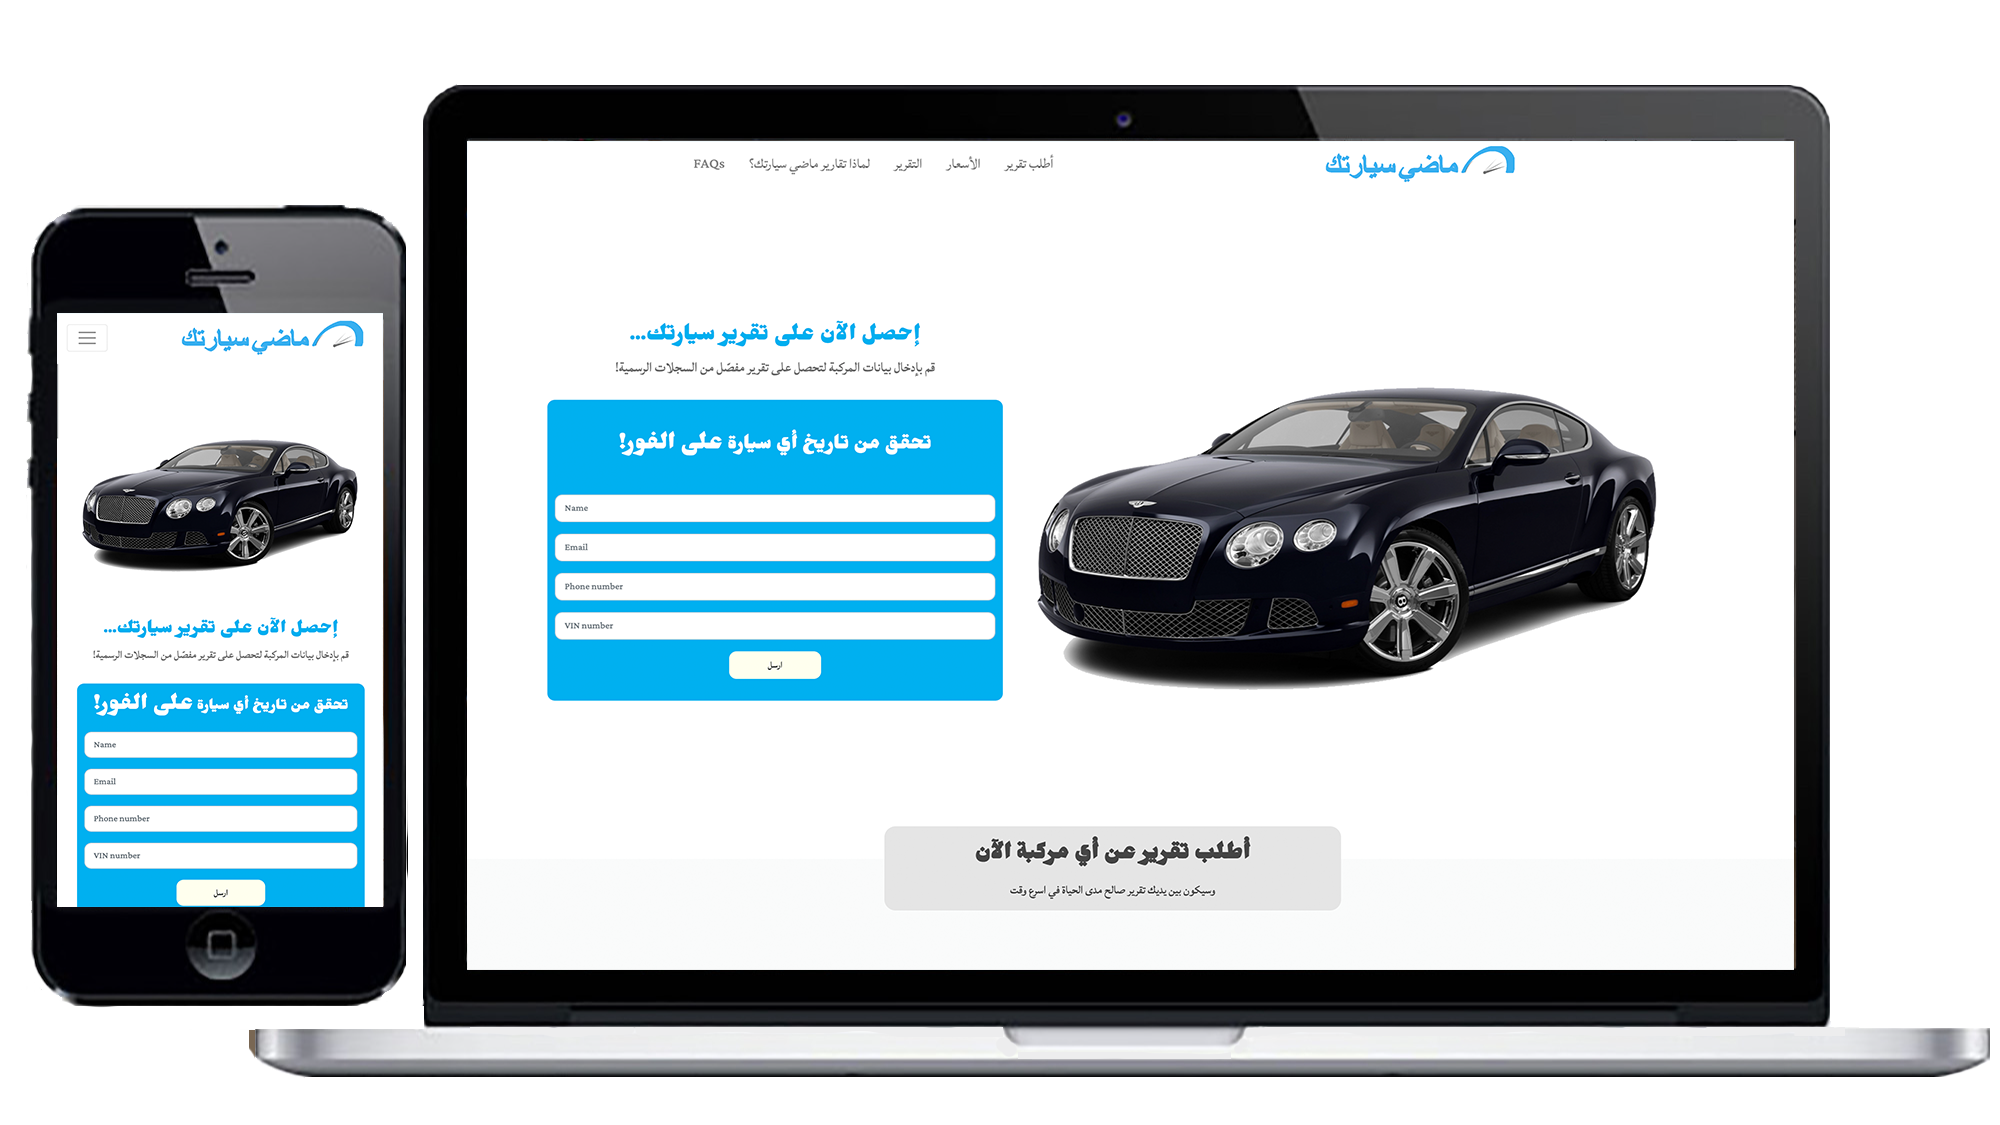 ماضي سيارتك
إحصل الآن على تقرير سيارتك...
قم بإدخال بيانات المركبة لتحصل على تقرير مفصّل من السجلات الرسمية!
تحقق من تاريخ أي سيارة على الفور!
Name
Email
Phone number
VIN number
ارسل
ماضي سيارتك
أطلب تقرير الأسعار التقرير لماذا تقارير ماضي سيارتك؟ FAQs
إحصل الآن على تقرير سيارتك...
قم بإدخال بيانات المركبة لتحصل على تقرير مفصّل من السجلات الرسمية!
تحقق من تاريخ أي سيارة على الفور!
Name
Email
Phone number
VIN number
ارسل
أطلب تقرير عن أي مركبة الآن
وسيكون بين يديك تقرير صالح مدى الحياة في اسرع وقت